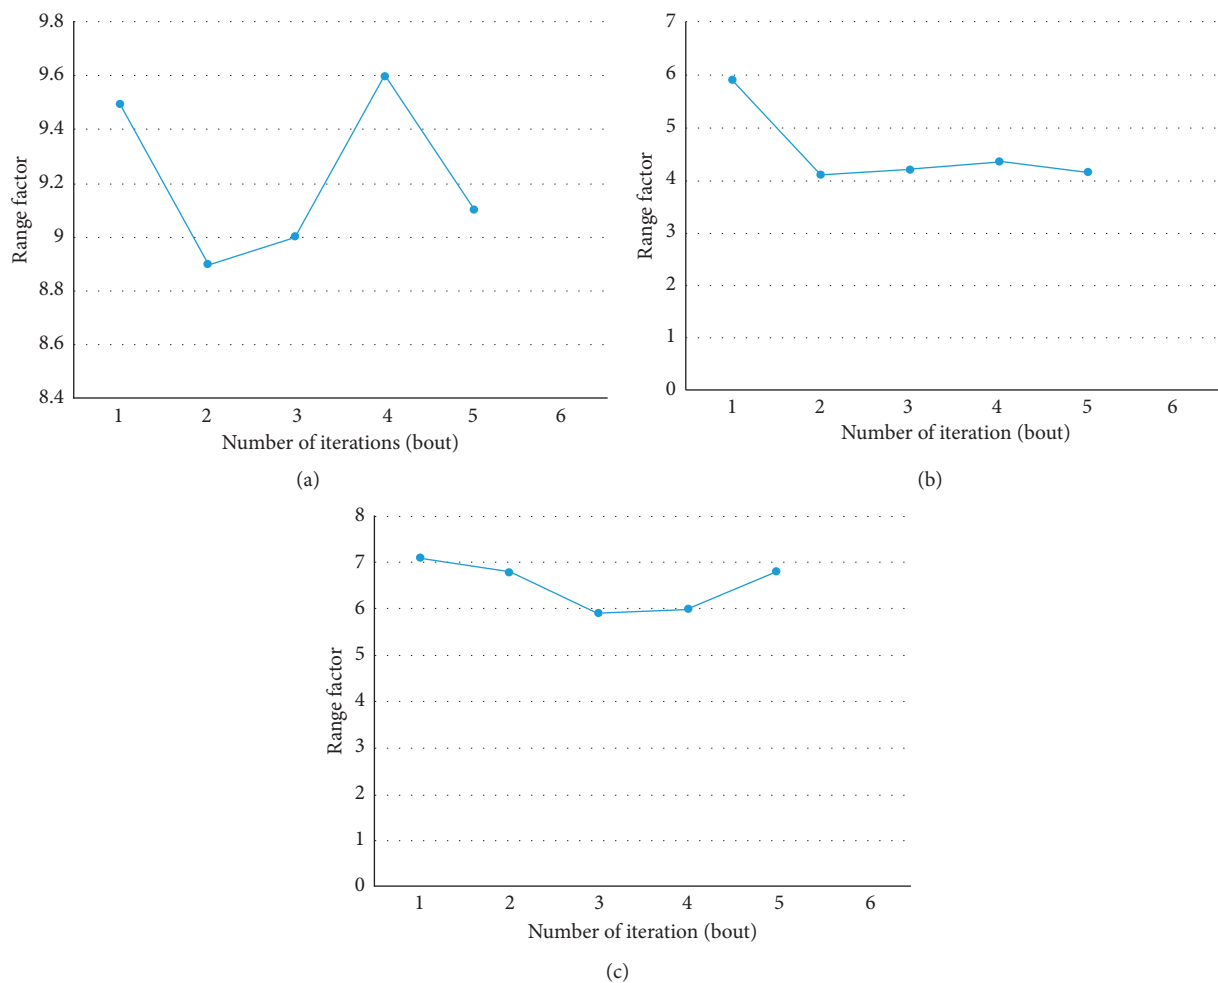 9.8
9.6
9.4
9.2
9
8.8
8.6
8.4
Range factor
1 2 3 4 5 6
Number of iterations (bout)
(a)
7
6
5
4
3
2
1
0
Range factor
1 2 3 4 5 6
Number of iteration (bout)
(b)
8
7
6
5
4
3
2
1
0
Range factor
1 2 3 4 5 6
Number of iteration (bout)
(c)